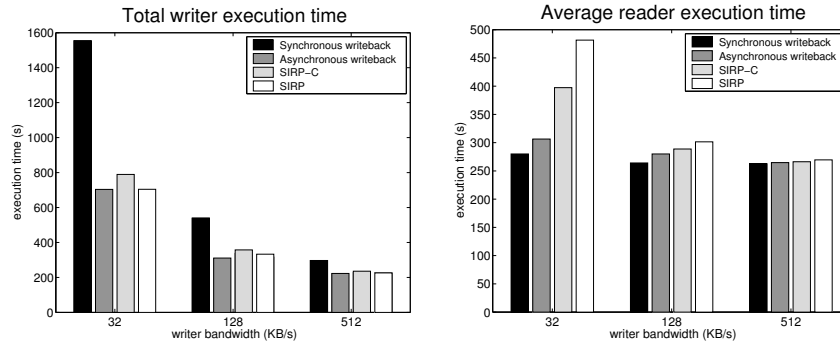 Total writer execution time
1600
1400
1200
1000
800
600
400
200
0
execution time (s)
32
128
512
writer bandwidth (KB/s)
Synchronous writeback
Asynchronous writeback
SIRP-C
SIRP
Average reader execution time
500
450
400
350
300
250
200
150
100
50
0
execution time (s)
32
128
512
writer bandwidth (KB/s)
Synchronous writeback
Asynchronous writeback
SIRP-C
SIRP